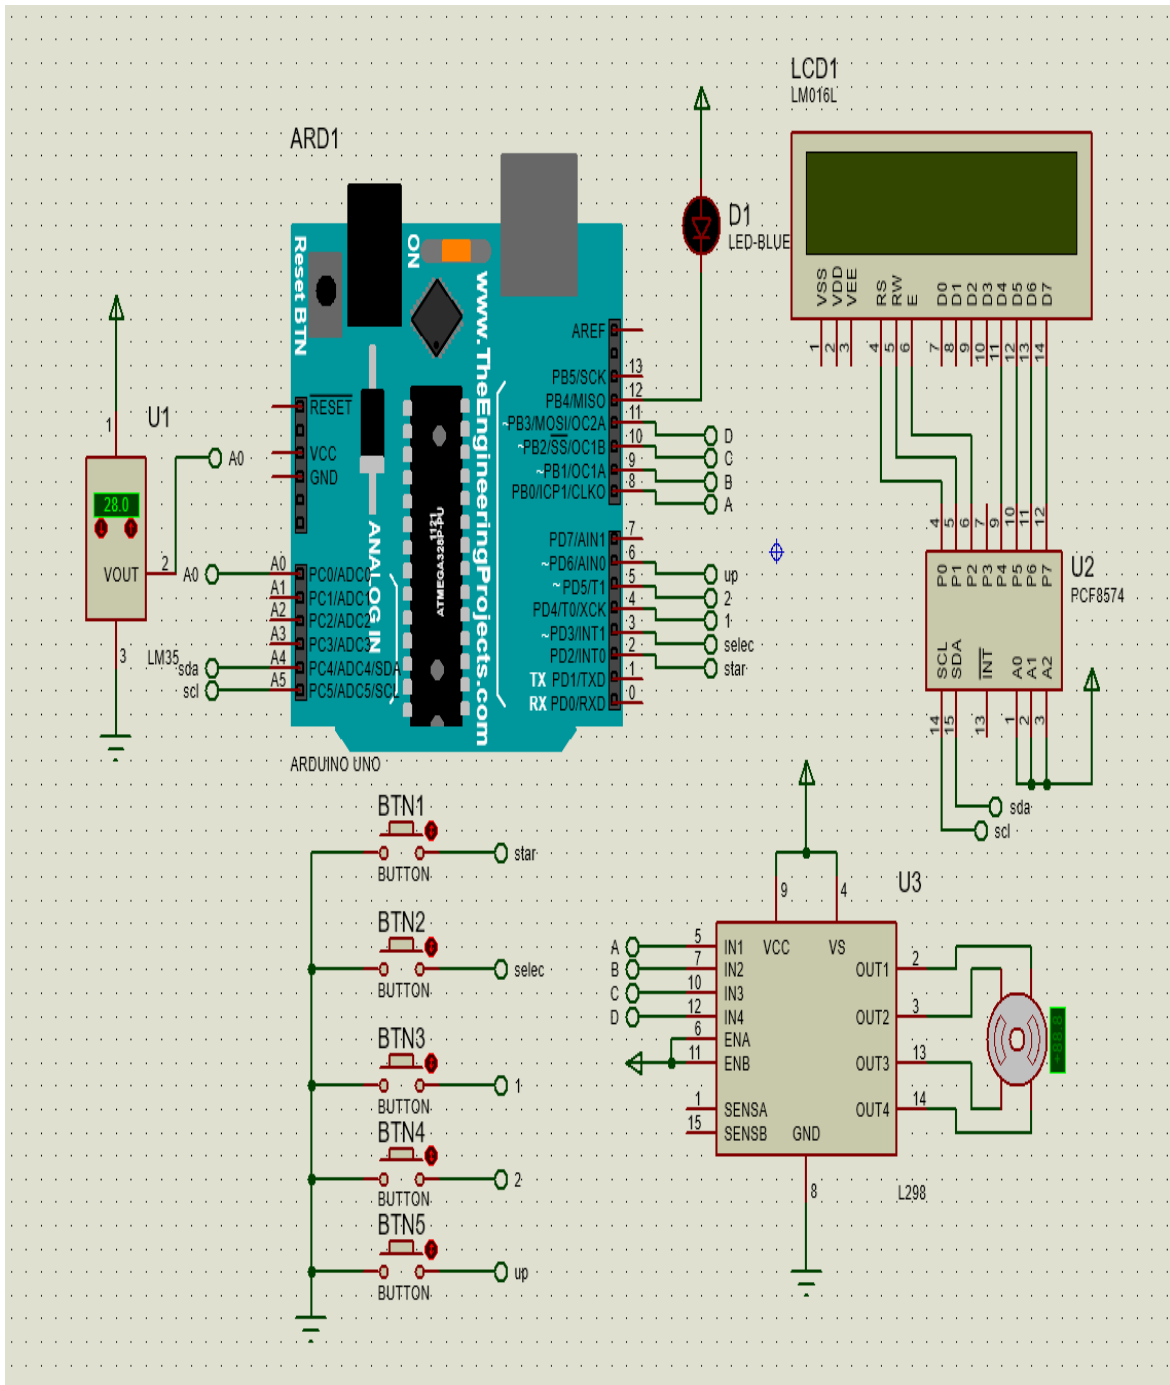 LCD1
LM016L
ARD1
D1
LED-BLUE
Reset BTN
ON
www.TheEngineeringProjects.com
ANALOG IN
1121
ATMEGA328P-PU
AREF
PB5/SCK 13
PB4/MISO 12
~PB3/MOSI/OC2A 11 D
~PB2/SS/OC1B 10 C
~PB1/OC1A 9 B
PB0/ICP1/CLKO 8 A
PD7/AIN1 7
~PD6/AIN0 6 up
~PD5/T1 5 2
PD4/T0/XCK 4 1
~PD3/INT1 3 selec
PD2/INT0 2 star
TX PD1/TXD 1
RX PD0/RXD 0
RESET
VCC
GND
A0 A0 PC0/ADC0
A1 PC1/ADC1
A2 PC2/ADC2
A3 PC3/ADC3
sda A4 PC4/ADC4/SDA
scl A5 PC5/ADC5/SCL
ARDUINO UNO
U1
1
28.0
A0
VOUT 2
3
LM35
VSS VDD VEE RS RW E D0 D1 D2 D3 D4 D5 D6 D7
1 2 3 4 5 6 7 8 9 10 11 12 13 14
4 5 6 7 9 10 11 12
P0 P1 P2 P3 P4 P5 P6 P7
U2
PCF8574
SCL SDA INT A0 A1 A2
14 15 13 1 2 3
sda
scl
BTN1
star
BUTTON
BTN2
selec
BUTTON
BTN3
1
BUTTON
BTN4
2
BUTTON
BTN5
up
BUTTON
U3
9 4
VCC VS
A 5 IN1
B 7 IN2
C 10 IN3
D 12 IN4
6 ENA
11 ENB
1 SENSA
15 SENSB
GND
8
OUT1 2
OUT2 3
OUT3 13
OUT4 14
+88.8
L298